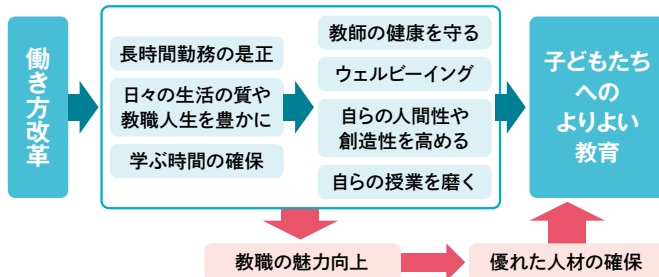 働き方改革
長時間勤務の是正
日々の生活の質や
教職人生を豊かに
学ぶ時間の確保
教師の健康を守る
ウェルビーイング
自らの人間性や
創造性を高める
自らの授業を磨く
子どもたち
への
よりよい
教育
教職の魅力向上
優れた人材の確保